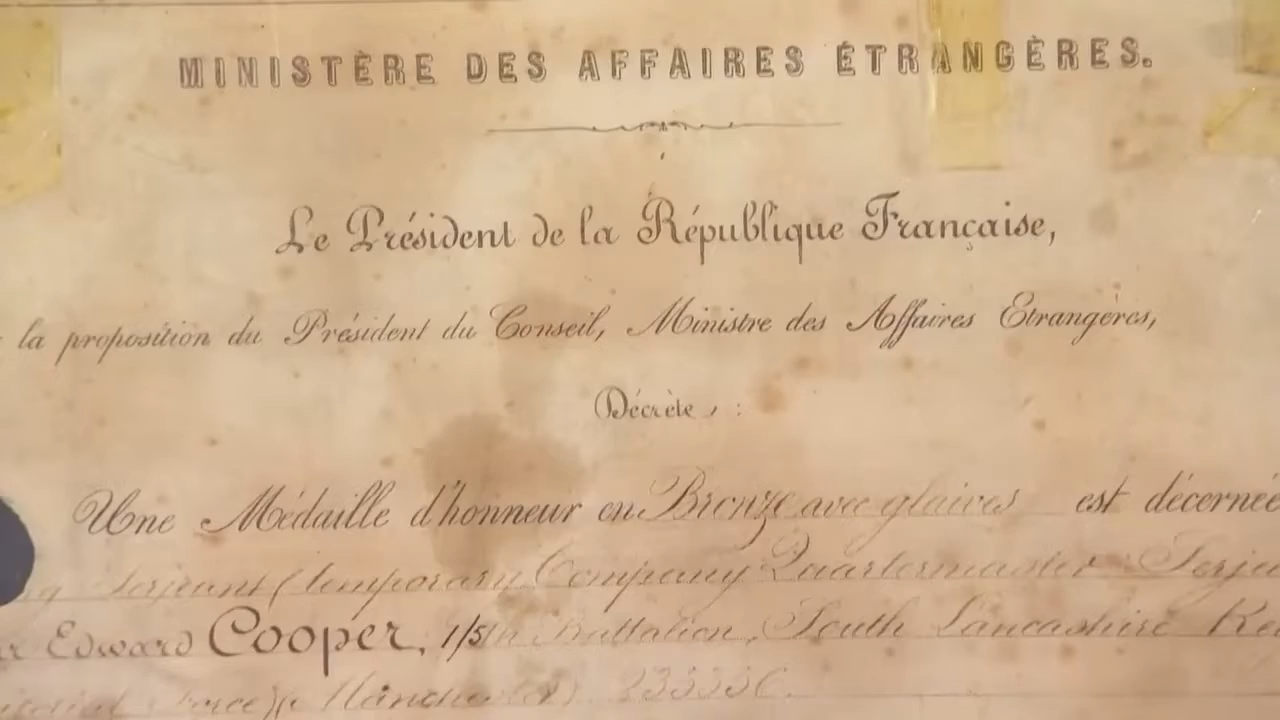 MINISTÈRE DES AFFAIRES ÉTRANGÈRES.
Le Président de la République Française,
la proposition du Président du Conseil, Ministre des Affaires Etrangères,
Décrète :
Une Médaille d'honneur en Bronze avec glaives est décernée
Serjeant (temporary Company Quartermaster Serje
Edward Cooper, 1/5th Battalion, South Lancashire Re